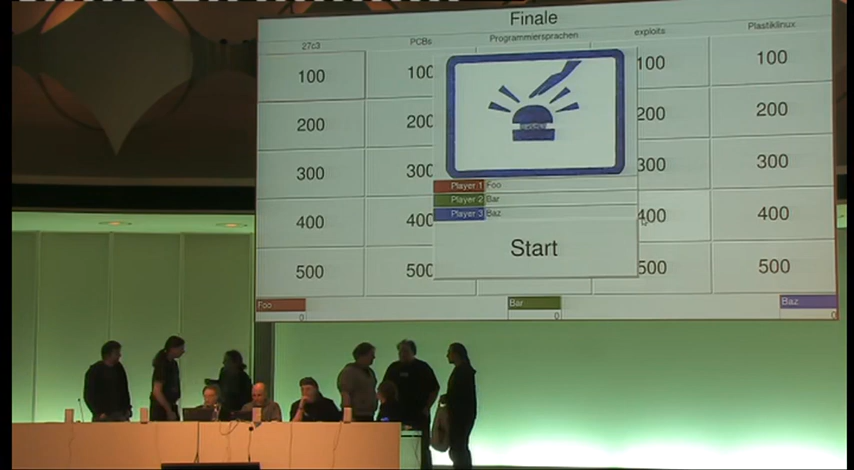 Finale
27c3 PCBs Programmiersprachen exploits Plastiklinux
100 100 100 100
200 200 200 200
300 300 300 300
400 400 400 400
500 500 500 500
Player 1 Foo
Player 2 Bar
Player 3 Baz
Start
Foo Bar Baz
0 0 0